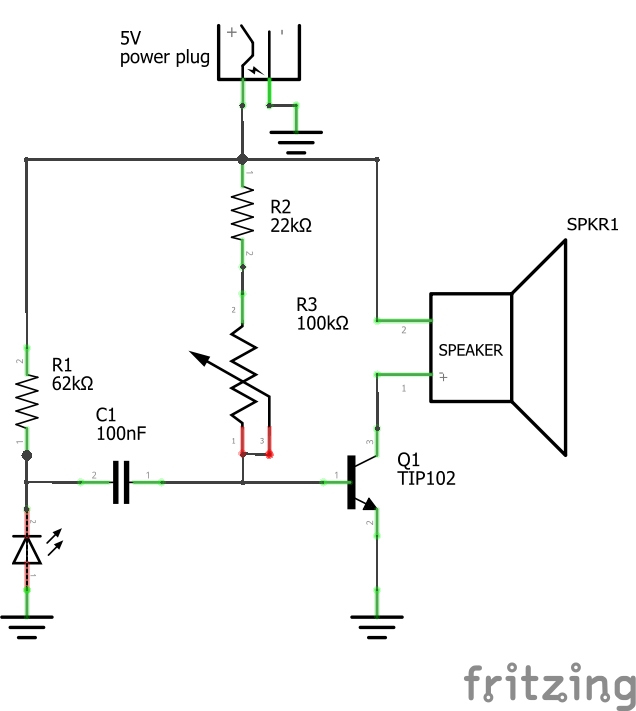 5V
power plug
+ -
1
R2
22kΩ
2
SPKR1
2
R3
100kΩ
2
SPEAKER
+
1
2
R1
62kΩ
1
C1
100nF
1 3
3
Q1
TIP102
2 1
1
2
2
1
fritzing